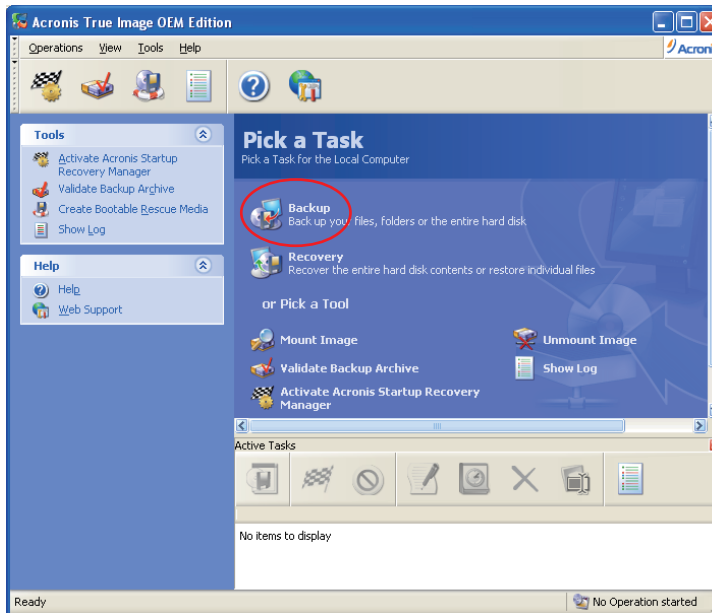 Acronis True Image OEM Edition
Operations View Tools Help
Tools
Activate Acronis Startup
Recovery Manager
Validate Backup Archive
Create Bootable Rescue Media
Show Log
Help
Help
Web Support
Pick a Task
Pick a Task for the Local Computer
Backup
Back up your files, folders or the entire hard disk
Recovery
Recover the entire hard disk contents or restore individual files
or Pick a Tool
Mount Image
Unmount Image
Validate Backup Archive
Show Log
Activate Acronis Startup Recovery
Manager
Active Tasks
No items to display
Ready
No Operation started